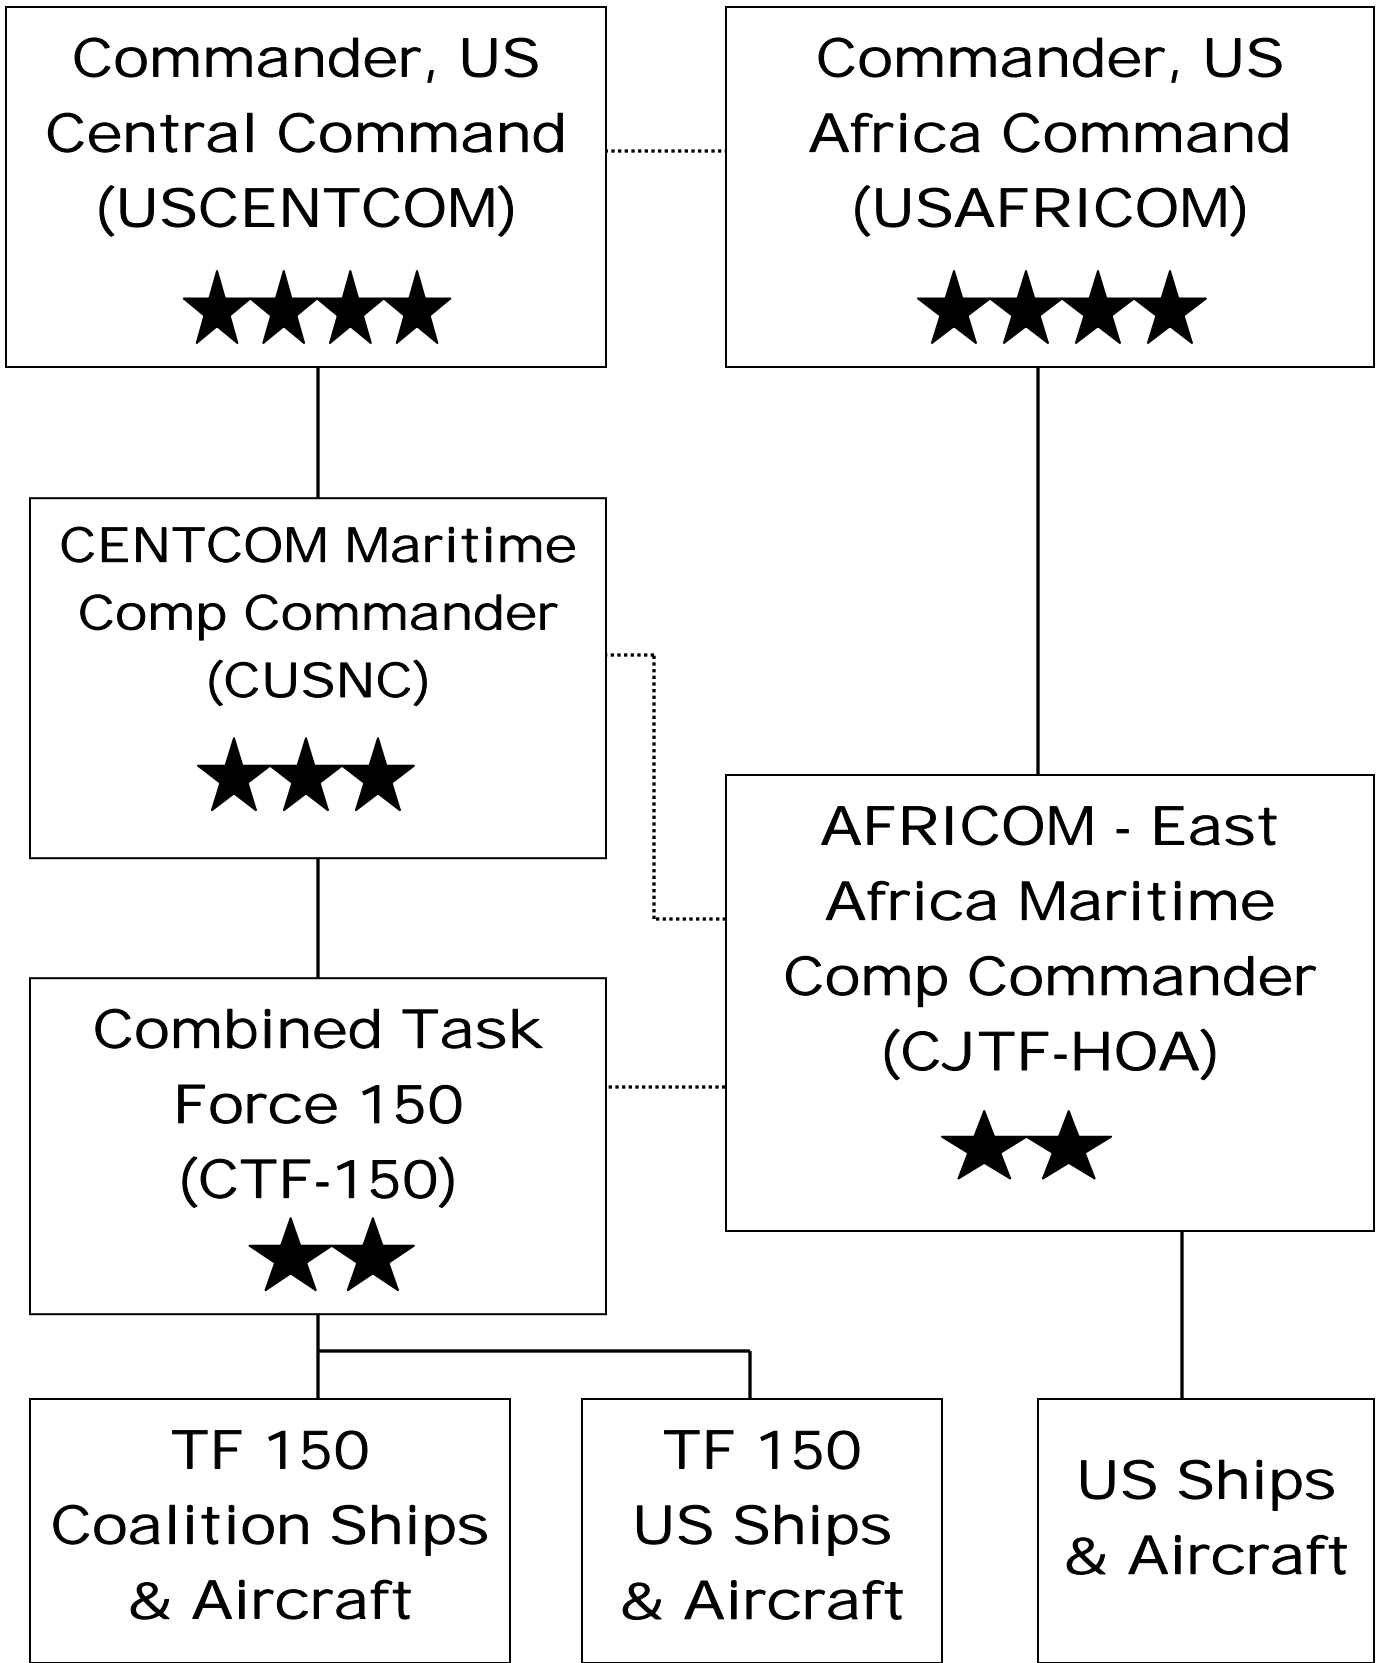 Commander, US
Central Command
(USCENTCOM)
Commander, US
Africa Command
(USAFRICOM)
CENTCOM Maritime
Comp Commander
(CUSNC)
AFRICOM - East
Africa Maritime
Comp Commander
(CJTF-HOA)
Combined Task
Force 150
(CTF-150)
TF 150
Coalition Ships
& Aircraft
TF 150
US Ships
& Aircraft
US Ships
& Aircraft